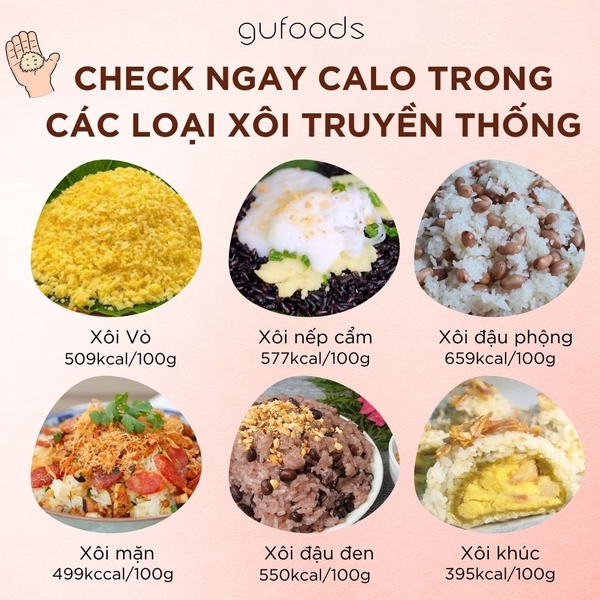 gufoods
CHECK NGAY CALO TRONG
CÁC LOẠI XÔI TRUYỀN THỐNG
Xôi Vò
509kcal/100g
Xôi nếp cẩm
577kcal/100g
Xôi đậu phộng
659kcal/100g
Xôi mặn
499kccal/100g
Xôi đậu đen
550kcal/100g
Xôi khúc
395kcal/100g